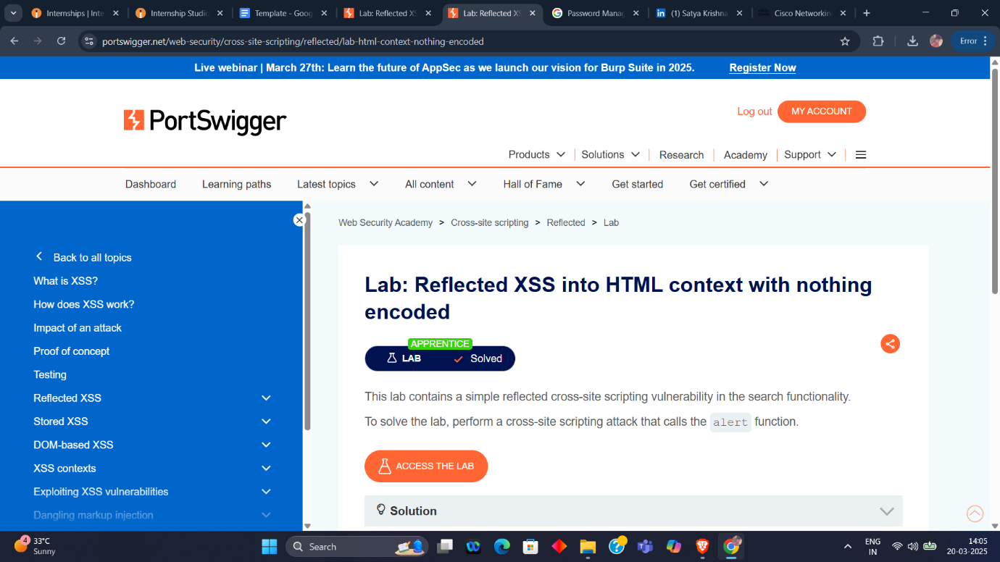 Internships | Inte
Internship Studio
Template - Goog
Lab: Reflected XS
Lab: Reflected XS
Password Manag
(1) Satya Krishna
Cisco Networkin
portswigger.net/web-security/cross-site-scripting/reflected/lab-html-context-nothing-encoded
Error
Live webinar | March 27th: Learn the future of AppSec as we launch our vision for Burp Suite in 2025. Register Now
PortSwigger
Log out MY ACCOUNT
Products Solutions Research Academy Support
Dashboard Learning paths Latest topics All content Hall of Fame Get started Get certified
Back to all topics
What is XSS?
How does XSS work?
Impact of an attack
Proof of concept
Testing
Reflected XSS
Stored XSS
DOM-based XSS
XSS contexts
Exploiting XSS vulnerabilities
Dangling markup injection
Web Security Academy > Cross-site scripting > Reflected > Lab
Lab: Reflected XSS into HTML context with nothing
encoded
APPRENTICE
LAB Solved
This lab contains a simple reflected cross-site scripting vulnerability in the search functionality.
To solve the lab, perform a cross-site scripting attack that calls the alert function.
ACCESS THE LAB
Solution
4
33°C
Sunny
Search
ENG
IN
14:05
20-03-2025